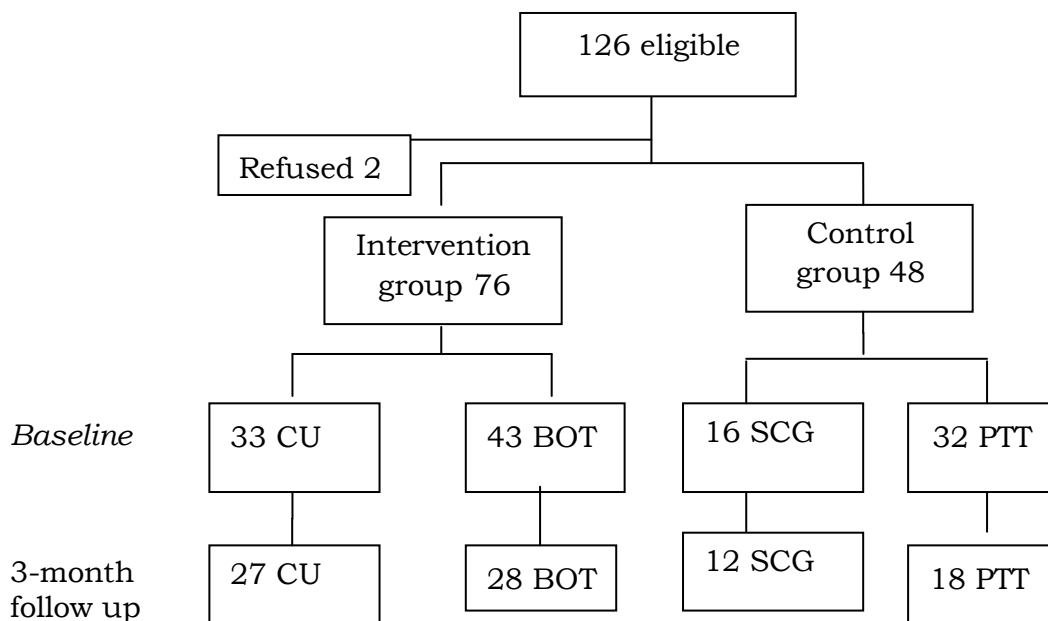 126 eligible
Refused 2
Intervention
group 76
Control
group 48
Baseline
33 CU
43 BOT
16 SCG
32 PTT
3-month
follow up
27 CU
28 BOT
12 SCG
18 PTT